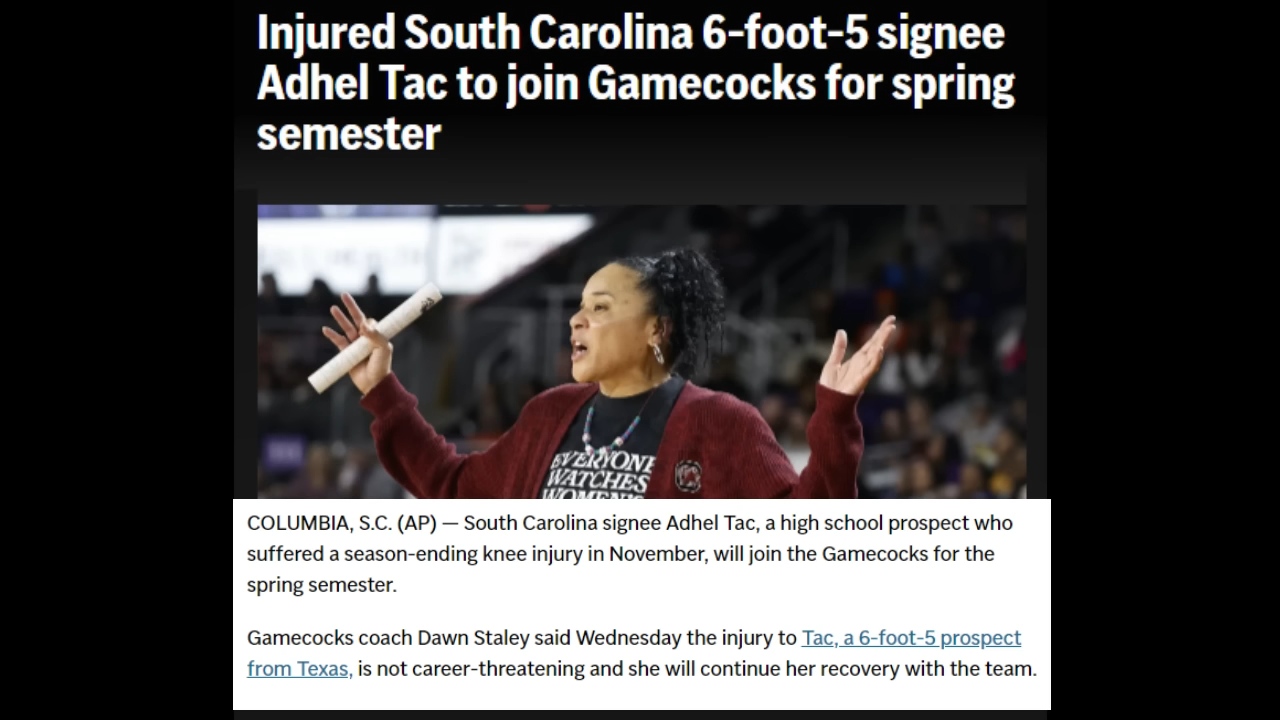 Injured South Carolina 6-foot-5 signee
Adhel Tac to join Gamecocks for spring
semester
EVERYONE
WATCHES
WOMEN'S
COLUMBIA, S.C. (AP) — South Carolina signee Adhel Tac, a high school prospect who
suffered a season-ending knee injury in November, will join the Gamecocks for the
spring semester.
Gamecocks coach Dawn Staley said Wednesday the injury to Tac, a 6-foot-5 prospect
from Texas, is not career-threatening and she will continue her recovery with the team.